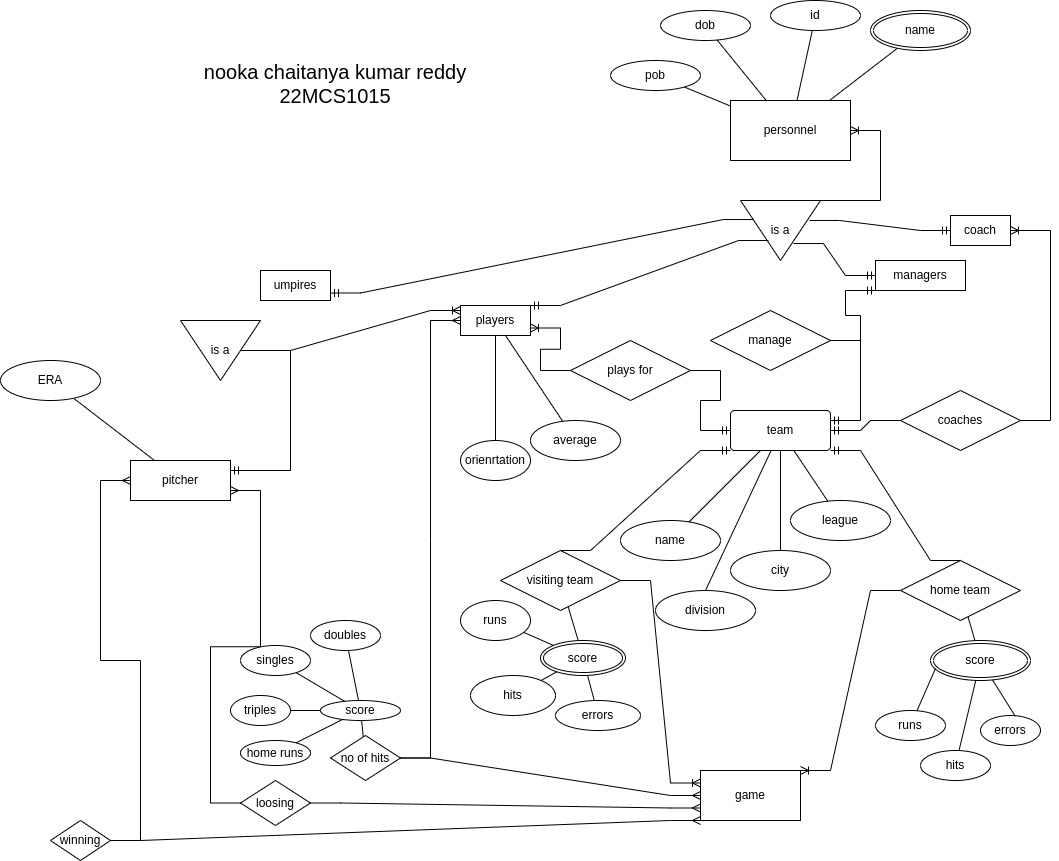 dob
id
name
pob
nooka chaitanya kumar reddy
22MCS1015
personnel
is a
coach
umpires
managers
players
is a
manage
plays for
ERA
team
coaches
average
orienrtation
pitcher
name
league
city
visiting team
home team
division
runs
score
score
singles
doubles
hits
errors
triples
score
runs
errors
home runs
no of hits
hits
loosing
game
winning